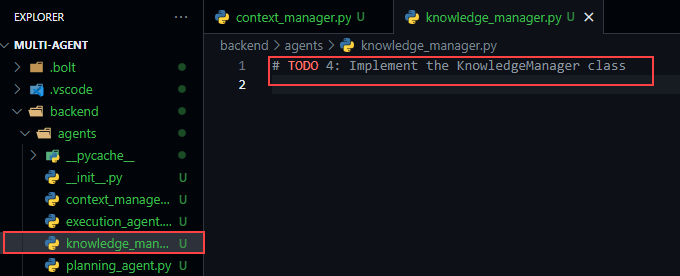 EXPLORER
MULTI-AGENT
.bolt
.vscode
backend
agents
__pycache__
__init__.py U
context_manage... U
execution_agent.... U
knowledge_man... U
planning_agent.py U
context_manager.py U
knowledge_manager.py U ×
backend > agents > knowledge_manager.py
1 # TODO 4: Implement the KnowledgeManager class
2